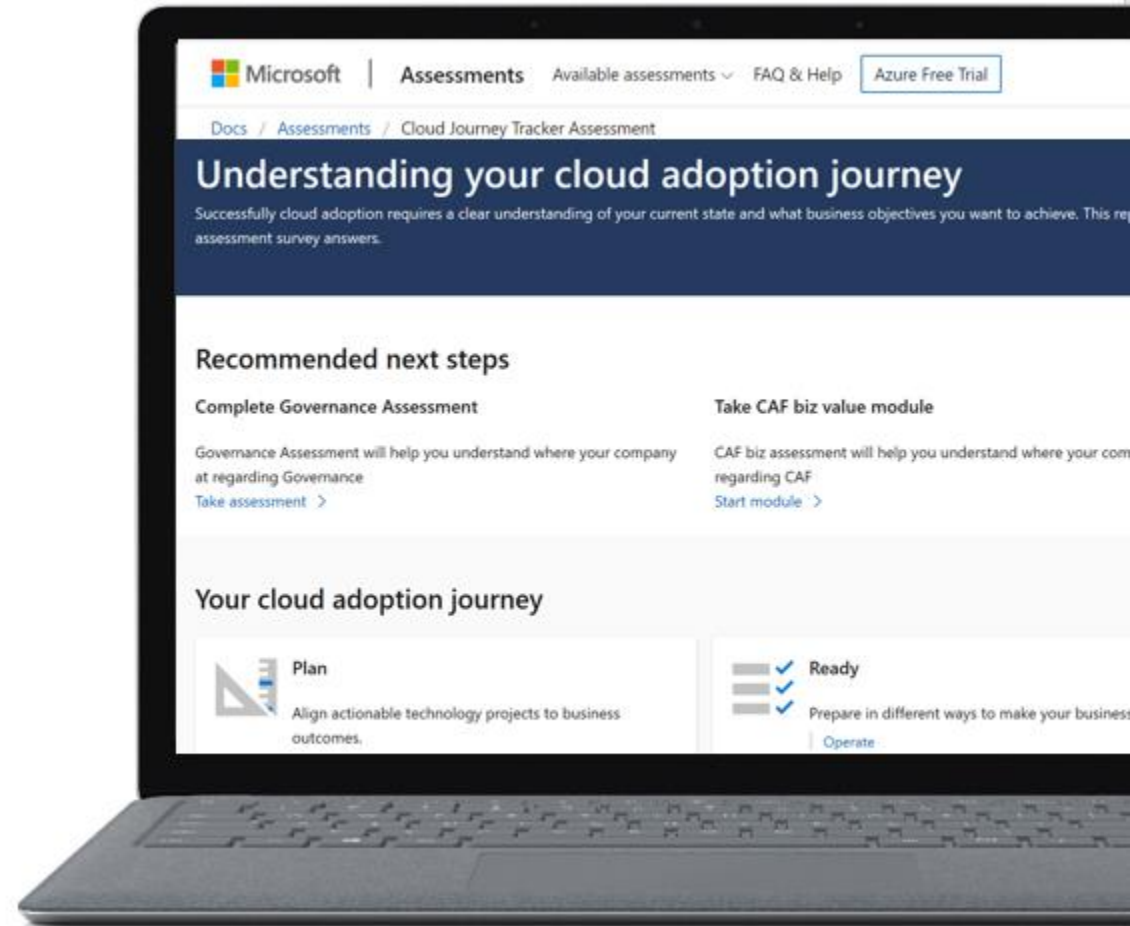 Microsoft | Assessments Available assessments FAQ & Help Azure Free Trial
Docs / Assessments / Cloud Journey Tracker Assessment
Understanding your cloud adoption journey
Successfully cloud adoption requires a clear understanding of your current state and what business objectives you want to achieve. This
assessment survey answers.
Recommended next steps
Complete Governance Assessment
Governance Assessment will help you understand where your company
at regarding Governance
Take assessment >
Take CAF biz value module
CAF biz assessment will help you understand where your com
regarding CAF
Start module >
Your cloud adoption journey
Plan
Align actionable technology projects to business
outcomes.
Ready
Prepare in different ways to make your business
Operate